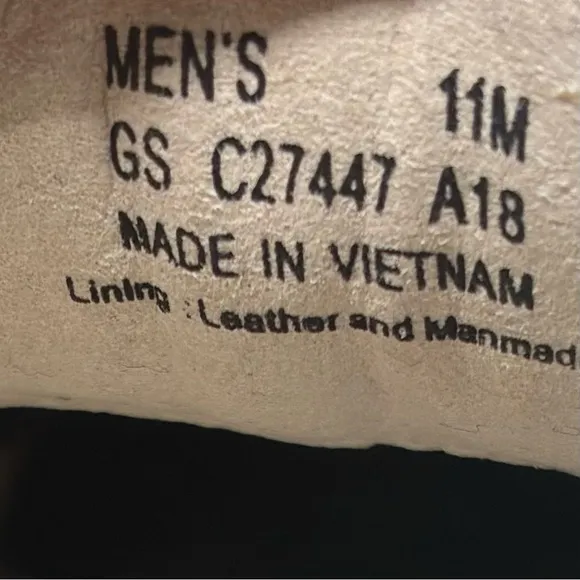 MEN'S 11M
GS C27447 A18
MADE IN VIETNAM
Lining : Leather and Manmad